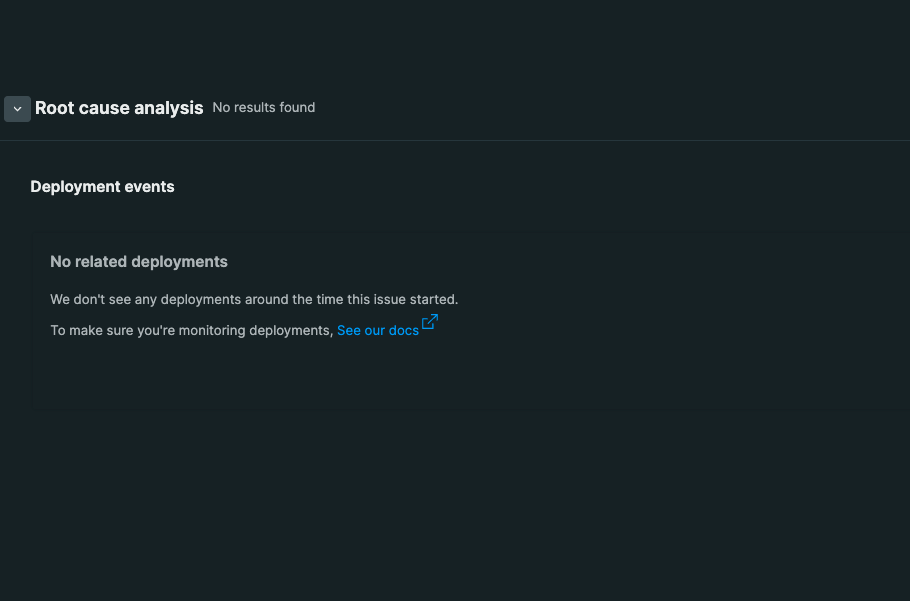 Root cause analysis No results found
Deployment events
No related deployments
We don't see any deployments around the time this issue started.
To make sure you're monitoring deployments, See our docs